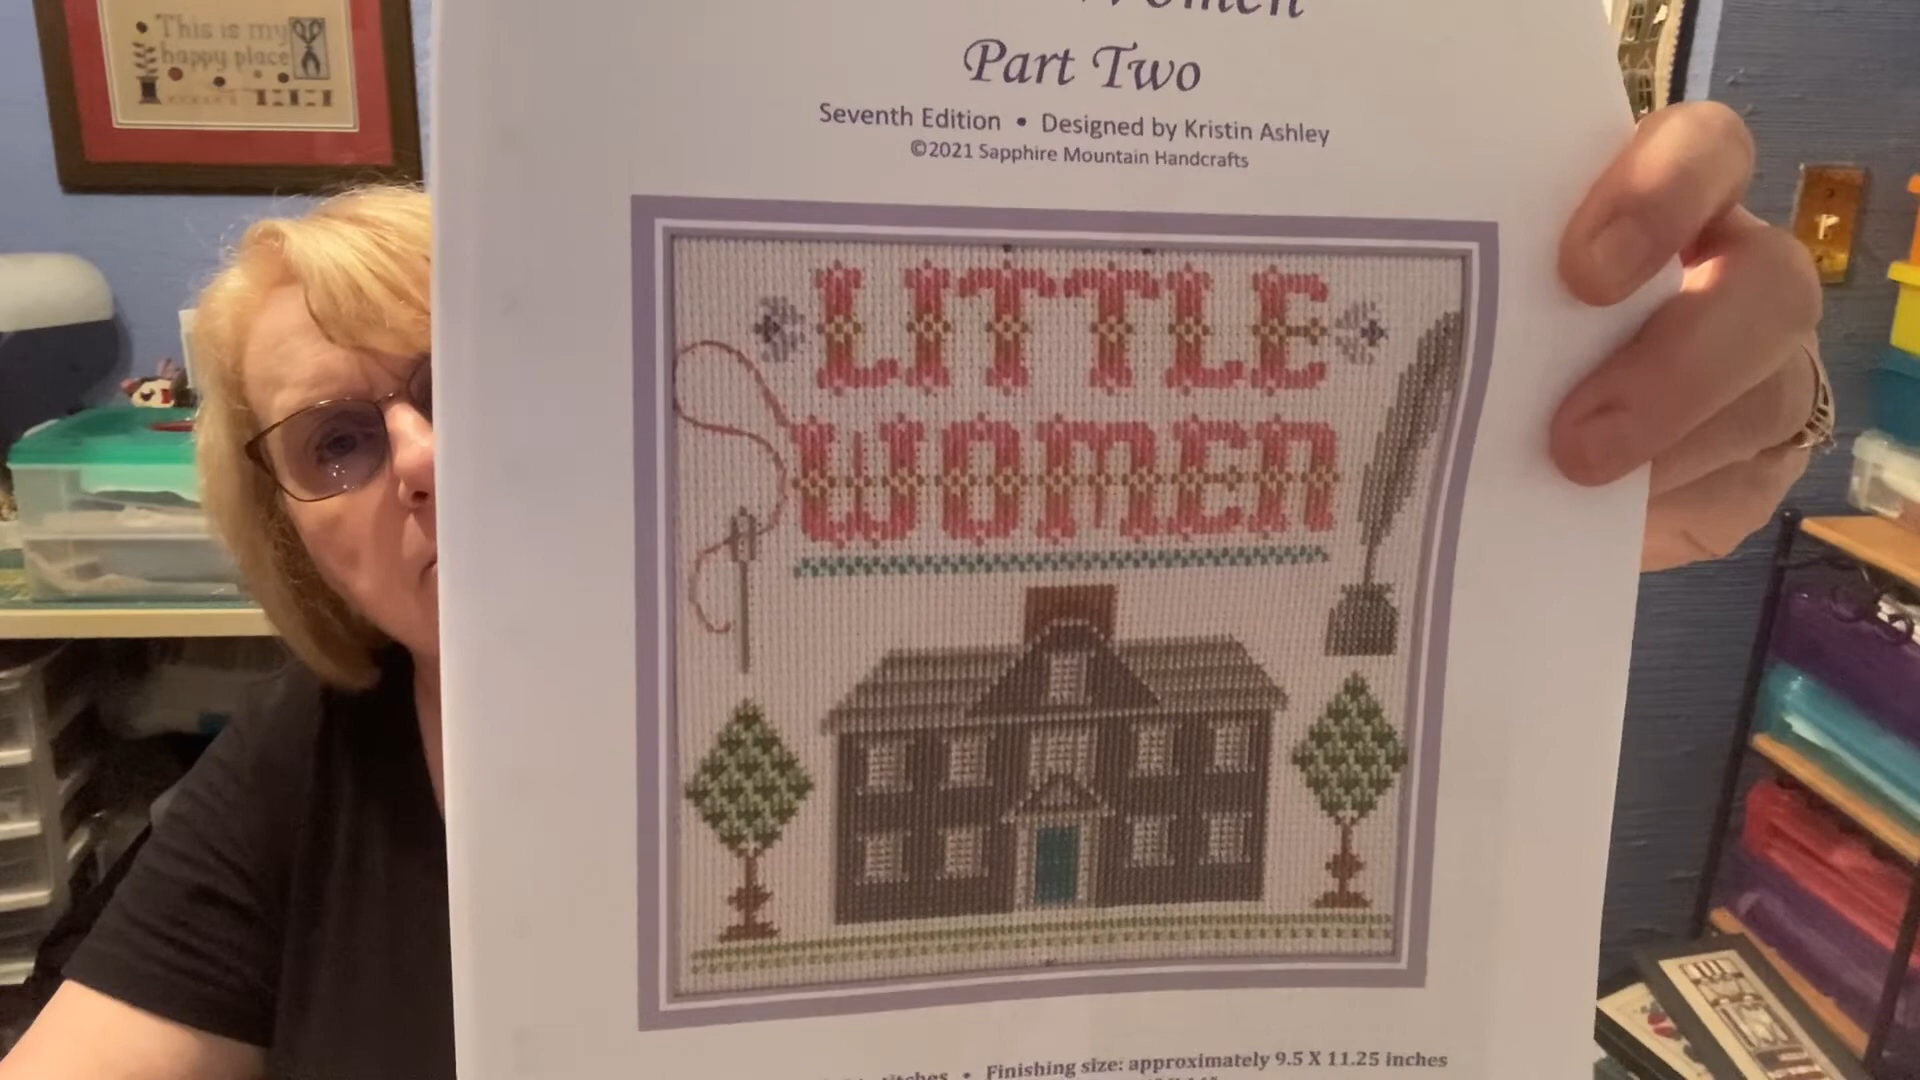 This is my
happy place
Women
Part Two
Seventh Edition • Designed by Kristin Ashley
©2021 Sapphire Mountain Handcrafts
LITTLE
WOMEN
• Finishing size: approximately 9.5 X 11.25 inches